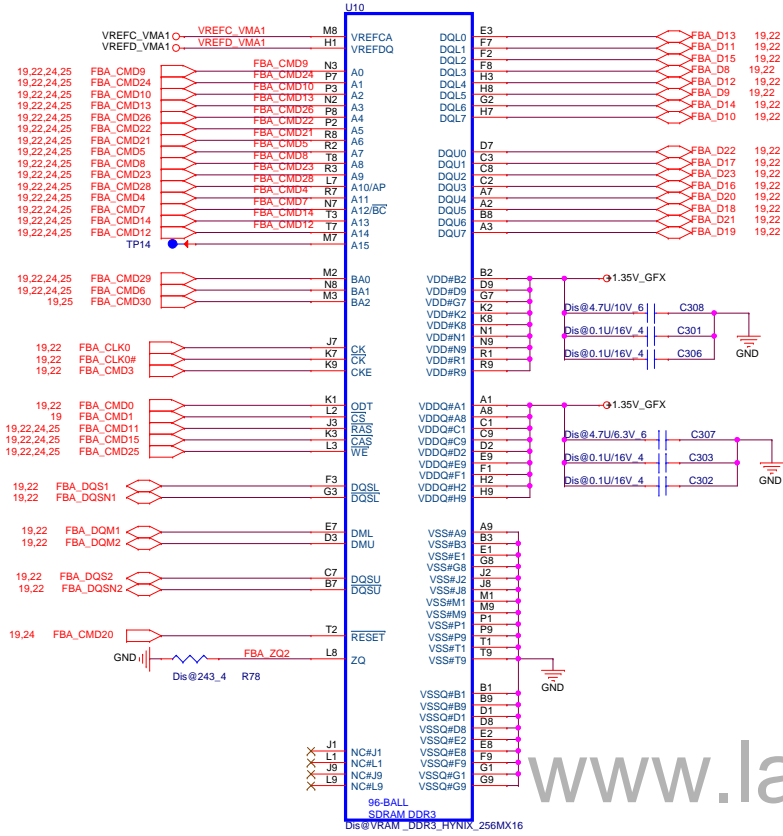 U10
VREFC_VMA1 VREFC_VMA1 M8 VREFCA
VREFD_VMA1 VREFD_VMA1 H1 VREFDQ
19,22,24,25 FBA_CMD9 FBA_CMD9 N3 A0
19,22,24,25 FBA_CMD24 FBA_CMD24 P7 A1
19,22,24,25 FBA_CMD10 FBA_CMD10 P3 A2
19,22,24,25 FBA_CMD13 FBA_CMD13 N2 A3
19,22,24,25 FBA_CMD26 FBA_CMD26 P8 A4
19,22,24,25 FBA_CMD22 FBA_CMD22 P2 A5
19,22,24,25 FBA_CMD21 FBA_CMD21 R8 A6
19,22,24,25 FBA_CMD5 FBA_CMD5 R2 A7
19,22,24,25 FBA_CMD8 FBA_CMD8 T8 A8
19,22,24,25 FBA_CMD23 FBA_CMD23 R3 A9
19,22,24,25 FBA_CMD28 FBA_CMD28 L7 A10/AP
19,22,24,25 FBA_CMD4 FBA_CMD4 R7 A11
19,22,24,25 FBA_CMD7 FBA_CMD7 N7 A12/BC
19,22,24,25 FBA_CMD14 FBA_CMD14 T3 A13
19,22,24,25 FBA_CMD12 FBA_CMD12 T7 A14
TP14 M7 A15
19,22,24,25 FBA_CMD29 M2 BA0
19,22,24,25 FBA_CMD6 N8 BA1
19,25 FBA_CMD30 M3 BA2
19,22 FBA_CLK0 J7 CK
19,22 FBA_CLK0# K7 CK
19,22 FBA_CMD3 K9 CKE
19,22 FBA_CMD0 K1 ODT
19 FBA_CMD1 L2 CS
19,22,24,25 FBA_CMD11 J3 RAS
19,22,24,25 FBA_CMD15 K3 CAS
19,22,24,25 FBA_CMD25 L3 WE
19,22 FBA_DQS1 F3 DQSL
19,22 FBA_DQSN1 G3 DQSL
19,22 FBA_DQM1 E7 DML
19,22 FBA_DQM2 D3 DMU
19,22 FBA_DQS2 C7 DQSU
19,22 FBA_DQSN2 B7 DQSU
19,24 FBA_CMD20 T2 RESET
GND FBA_ZQ2 L8 ZQ
Dis@243_4 R78
J1 NC#J1
L1 NC#L1
J9 NC#J9
L9 NC#L9
DQL0 E3 FBA_D13 19,22
DQL1 F7 FBA_D11 19,22
DQL2 F2 FBA_D15 19,22
DQL3 F8 FBA_D8 19,22
DQL4 H3 FBA_D12 19,22
DQL5 H8 FBA_D9 19,22
DQL6 G2 FBA_D14 19,22
DQL7 H7 FBA_D10 19,22
DQU0 D7 FBA_D22 19,22
DQU1 C3 FBA_D17 19,22
DQU2 C8 FBA_D23 19,22
DQU3 C2 FBA_D16 19,22
DQU4 A7 FBA_D20 19,22
DQU5 A2 FBA_D18 19,22
DQU6 B8 FBA_D21 19,22
DQU7 A3 FBA_D19 19,22
VDD#B2 B2 +1.35V_GFX
VDD#D9 D9
VDD#G7 G7
VDD#K2 K2 Dis@4.7U/10V_6 C308
VDD#K8 K8
VDD#N1 N1 Dis@0.1U/16V_4 C301
VDD#N9 N9
VDD#R1 R1 Dis@0.1U/16V_4 C306
VDD#R9 R9
GND
VDDQ#A1 A1 +1.35V_GFX
VDDQ#A8 A8
VDDQ#C1 C1
VDDQ#C9 C9 Dis@4.7U/6.3V_6 C307
VDDQ#D2 D2
VDDQ#E9 E9 Dis@0.1U/16V_4 C303
VDDQ#F1 F1
VDDQ#H2 H2 Dis@0.1U/16V_4 C302
VDDQ#H9 H9
GND
VSS#A9 A9
VSS#B3 B3
VSS#E1 E1
VSS#G8 G8
VSS#J2 J2
VSS#J8 J8
VSS#M1 M1
VSS#M9 M9
VSS#P1 P1
VSS#P9 P9
VSS#T1 T1
VSS#T9 T9
GND
VSSQ#B1 B1
VSSQ#B9 B9
VSSQ#D1 D1
VSSQ#D8 D8
VSSQ#E2 E2
VSSQ#E8 E8
VSSQ#F9 F9
VSSQ#G1 G1
VSSQ#G9 G9
96-BALL
SDRAM DDR3
Dis@VRAM _DDR3_HYNIX_256MX16
www.la